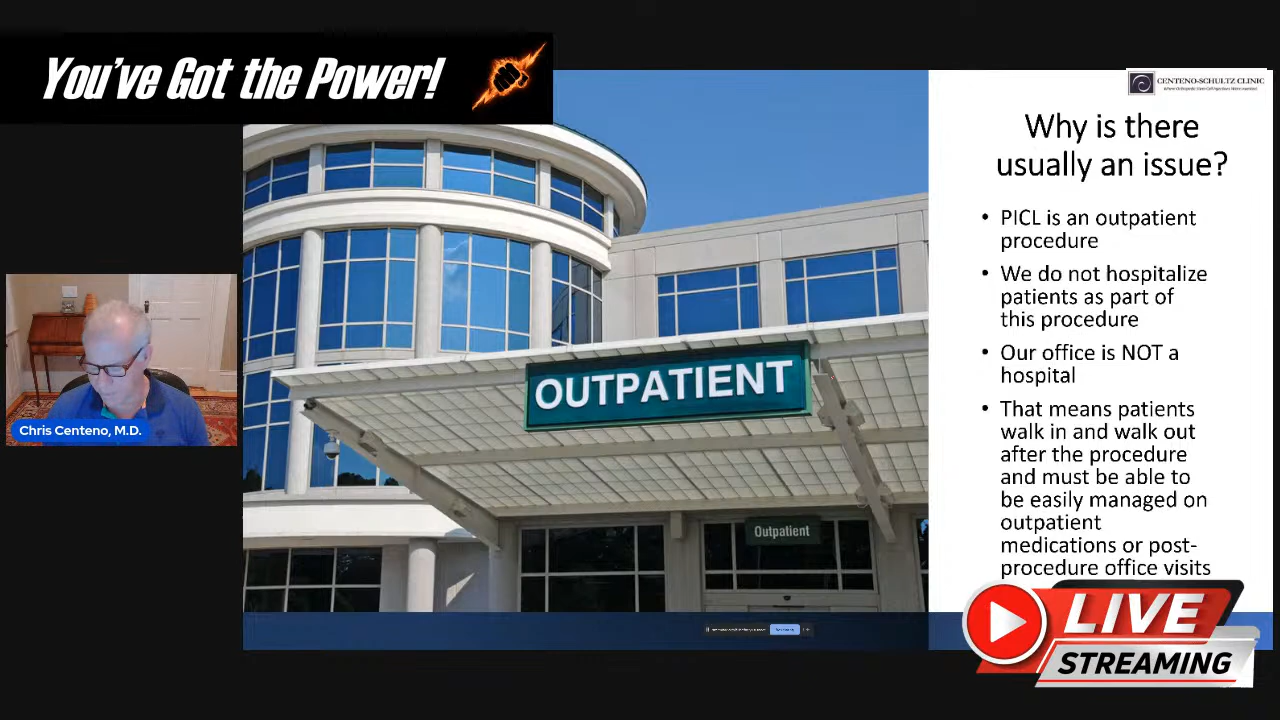 You've Got the Power!
CENTENO-SCHULTZ CLINIC
Why is there
usually an issue?
• PICL is an outpatient
procedure
• We do not hospitalize
patients as part of
this procedure
• Our office is NOT a
hospital
• That means patients
walk in and walk out
after the procedure
and must be able to
be easily managed on
outpatient
medications or post-
procedure office visits
OUTPATIENT
Outpatient
Chris Centeno, M.D.
LIVE
STREAMING